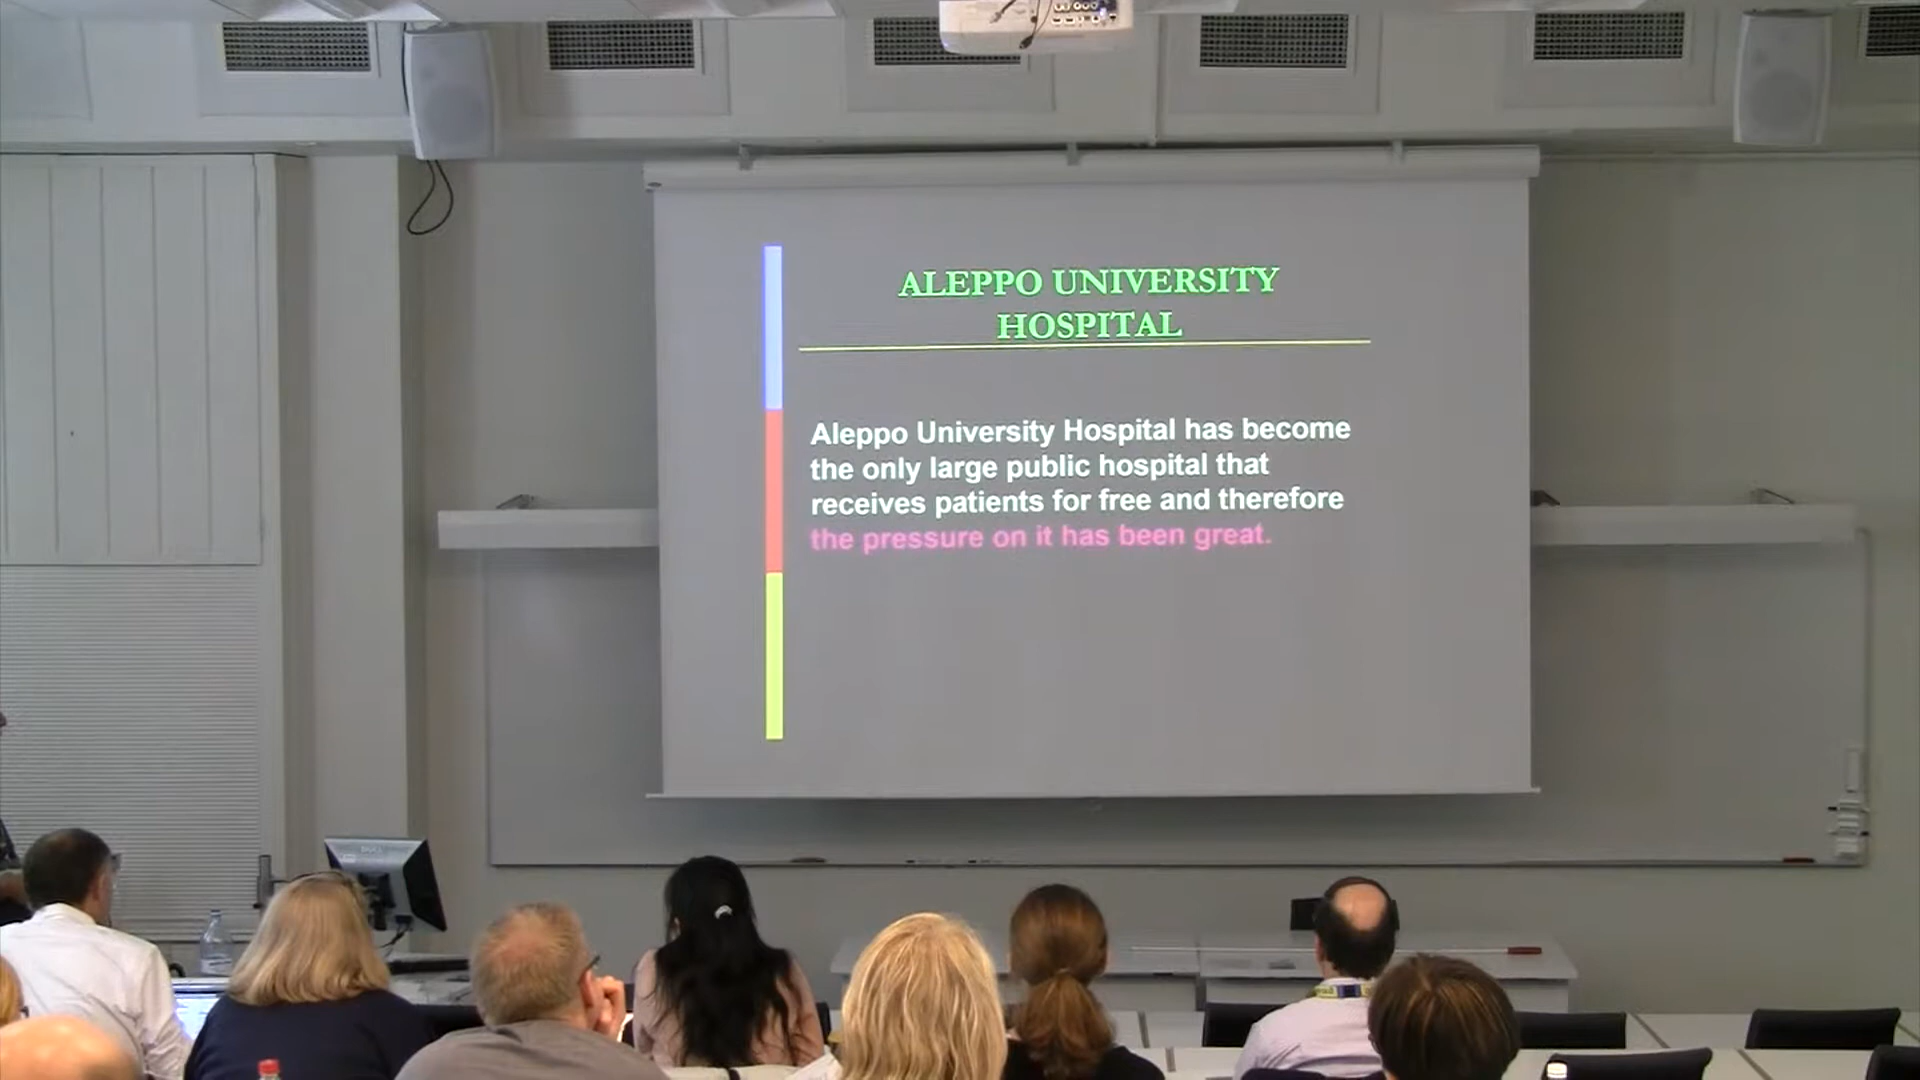 ALEPPO UNIVERSITY
HOSPITAL
Aleppo University Hospital has become
the only large public hospital that
receives patients for free and therefore
the pressure on it has been great.